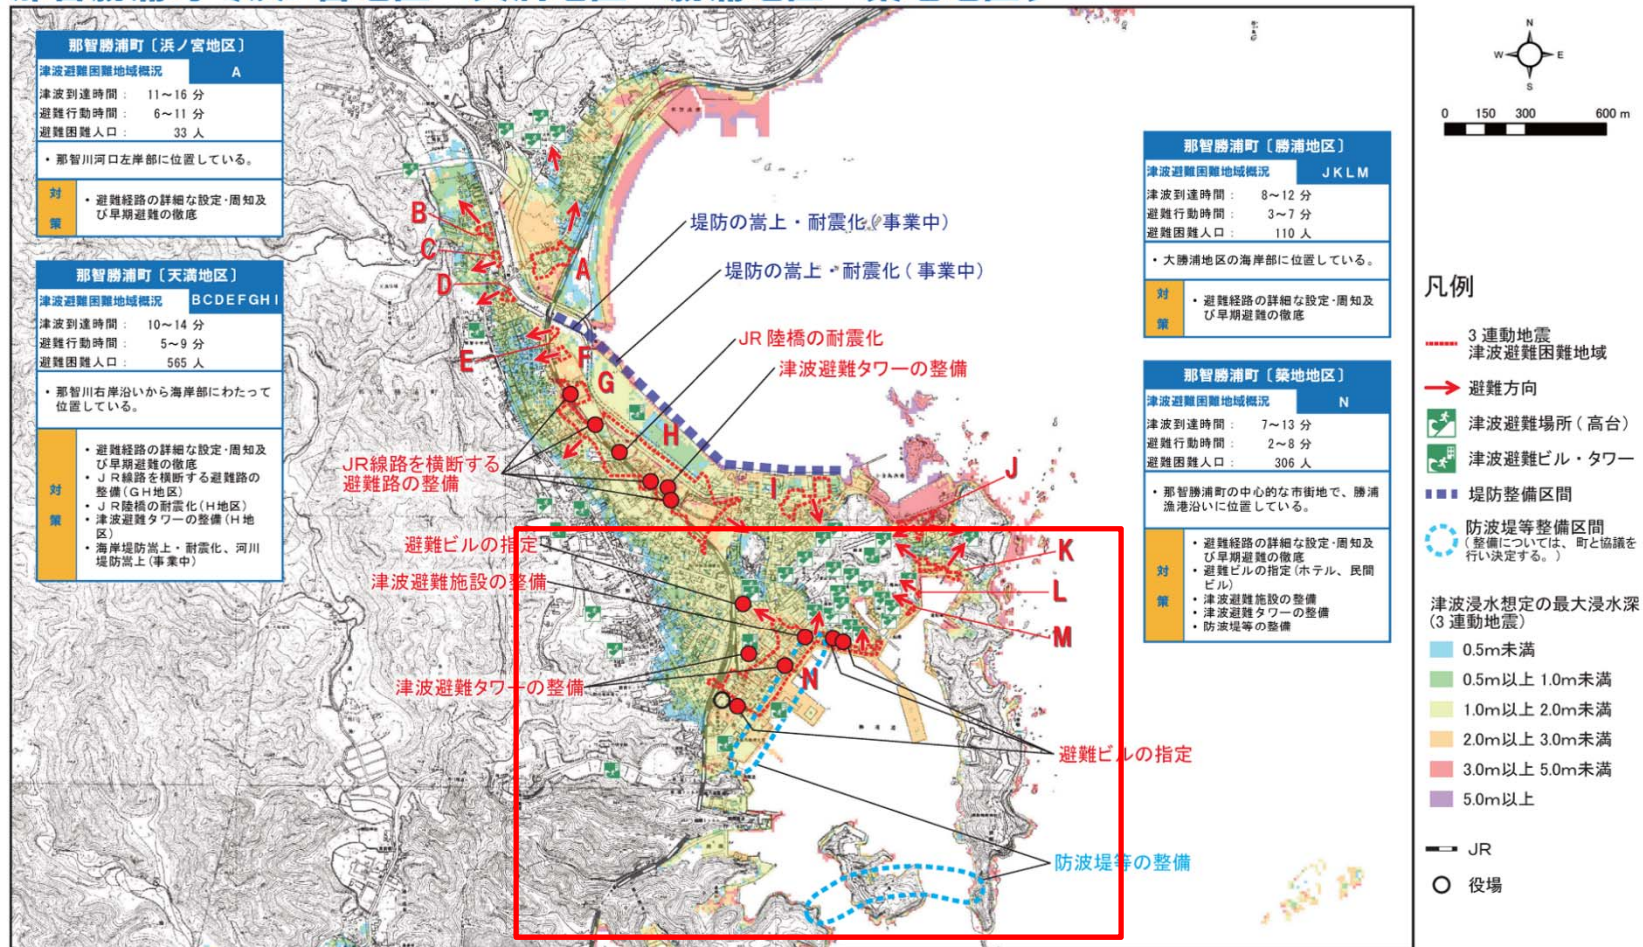 那智勝浦町〔浜ノ宮地区〕
津波避難困難地域概況 A
津波到達時間： 11～16 分
避難行動時間： 6～11 分
避難困難人口： 33 人
・那智川河口左岸部に位置している。
対策
・避難経路の詳細な設定･周知及
び早期避難の徹底
那智勝浦町〔天満地区〕
津波避難困難地域概況 BCDEFGHI
津波到達時間： 10～14 分
避難行動時間： 5～9 分
避難困難人口： 565 人
・那智川右岸沿いから海岸部にわたって
位置している。
対策
・避難経路の詳細な設定･周知及
び早期避難の徹底
・ＪＲ線路を横断する避難路の
整備(ＧＨ地区)
・ＪＲ陸橋の耐震化(Ｈ地区)
・津波避難タワーの整備(Ｈ地
区)
・海岸堤防嵩上・耐震化、河川
堤防嵩上(事業中)
那智勝浦町〔勝浦地区〕
津波避難困難地域概況 JKLM
津波到達時間： 8～12 分
避難行動時間： 3～7 分
避難困難人口： 110 人
・大勝浦地区の海岸部に位置している。
対策
・避難経路の詳細な設定･周知及
び早期避難の徹底
那智勝浦町〔築地地区〕
津波避難困難地域概況 N
津波到達時間： 7～13 分
避難行動時間： 2～8 分
避難困難人口： 306 人
・那智勝浦町の中心的な市街地で、勝浦
漁港沿いに位置している。
対策
・避難経路の詳細な設定･周知及
び早期避難の徹底
・避難ビルの指定(ホテル、民間
ビル)
・津波避難施設の整備
・津波避難タワーの整備
・防波堤等の整備
堤防の嵩上・耐震化(事業中)
堤防の嵩上・耐震化(事業中)
JR陸橋の耐震化
津波避難タワーの整備
JR線路を横断する
避難路の整備
避難ビルの指定
津波避難施設の整備
津波避難タワーの整備
避難ビルの指定
防波堤等の整備
A
B
C
D
E
F
G
H
I
J
K
L
M
N
N
W
E
S
0 150 300 600 m
凡例
３連動地震
津波避難困難地域
避難方向
津波避難場所(高台)
津波避難ビル・タワー
堤防整備区間
防波堤等整備区間
(整備については、町と協議を
行い決定する。)
津波浸水想定の最大浸水深
(３連動地震)
0.5m未満
0.5m以上 1.0m未満
1.0m以上 2.0m未満
2.0m以上 3.0m未満
3.0m以上 5.0m未満
5.0m以上
JR
役場